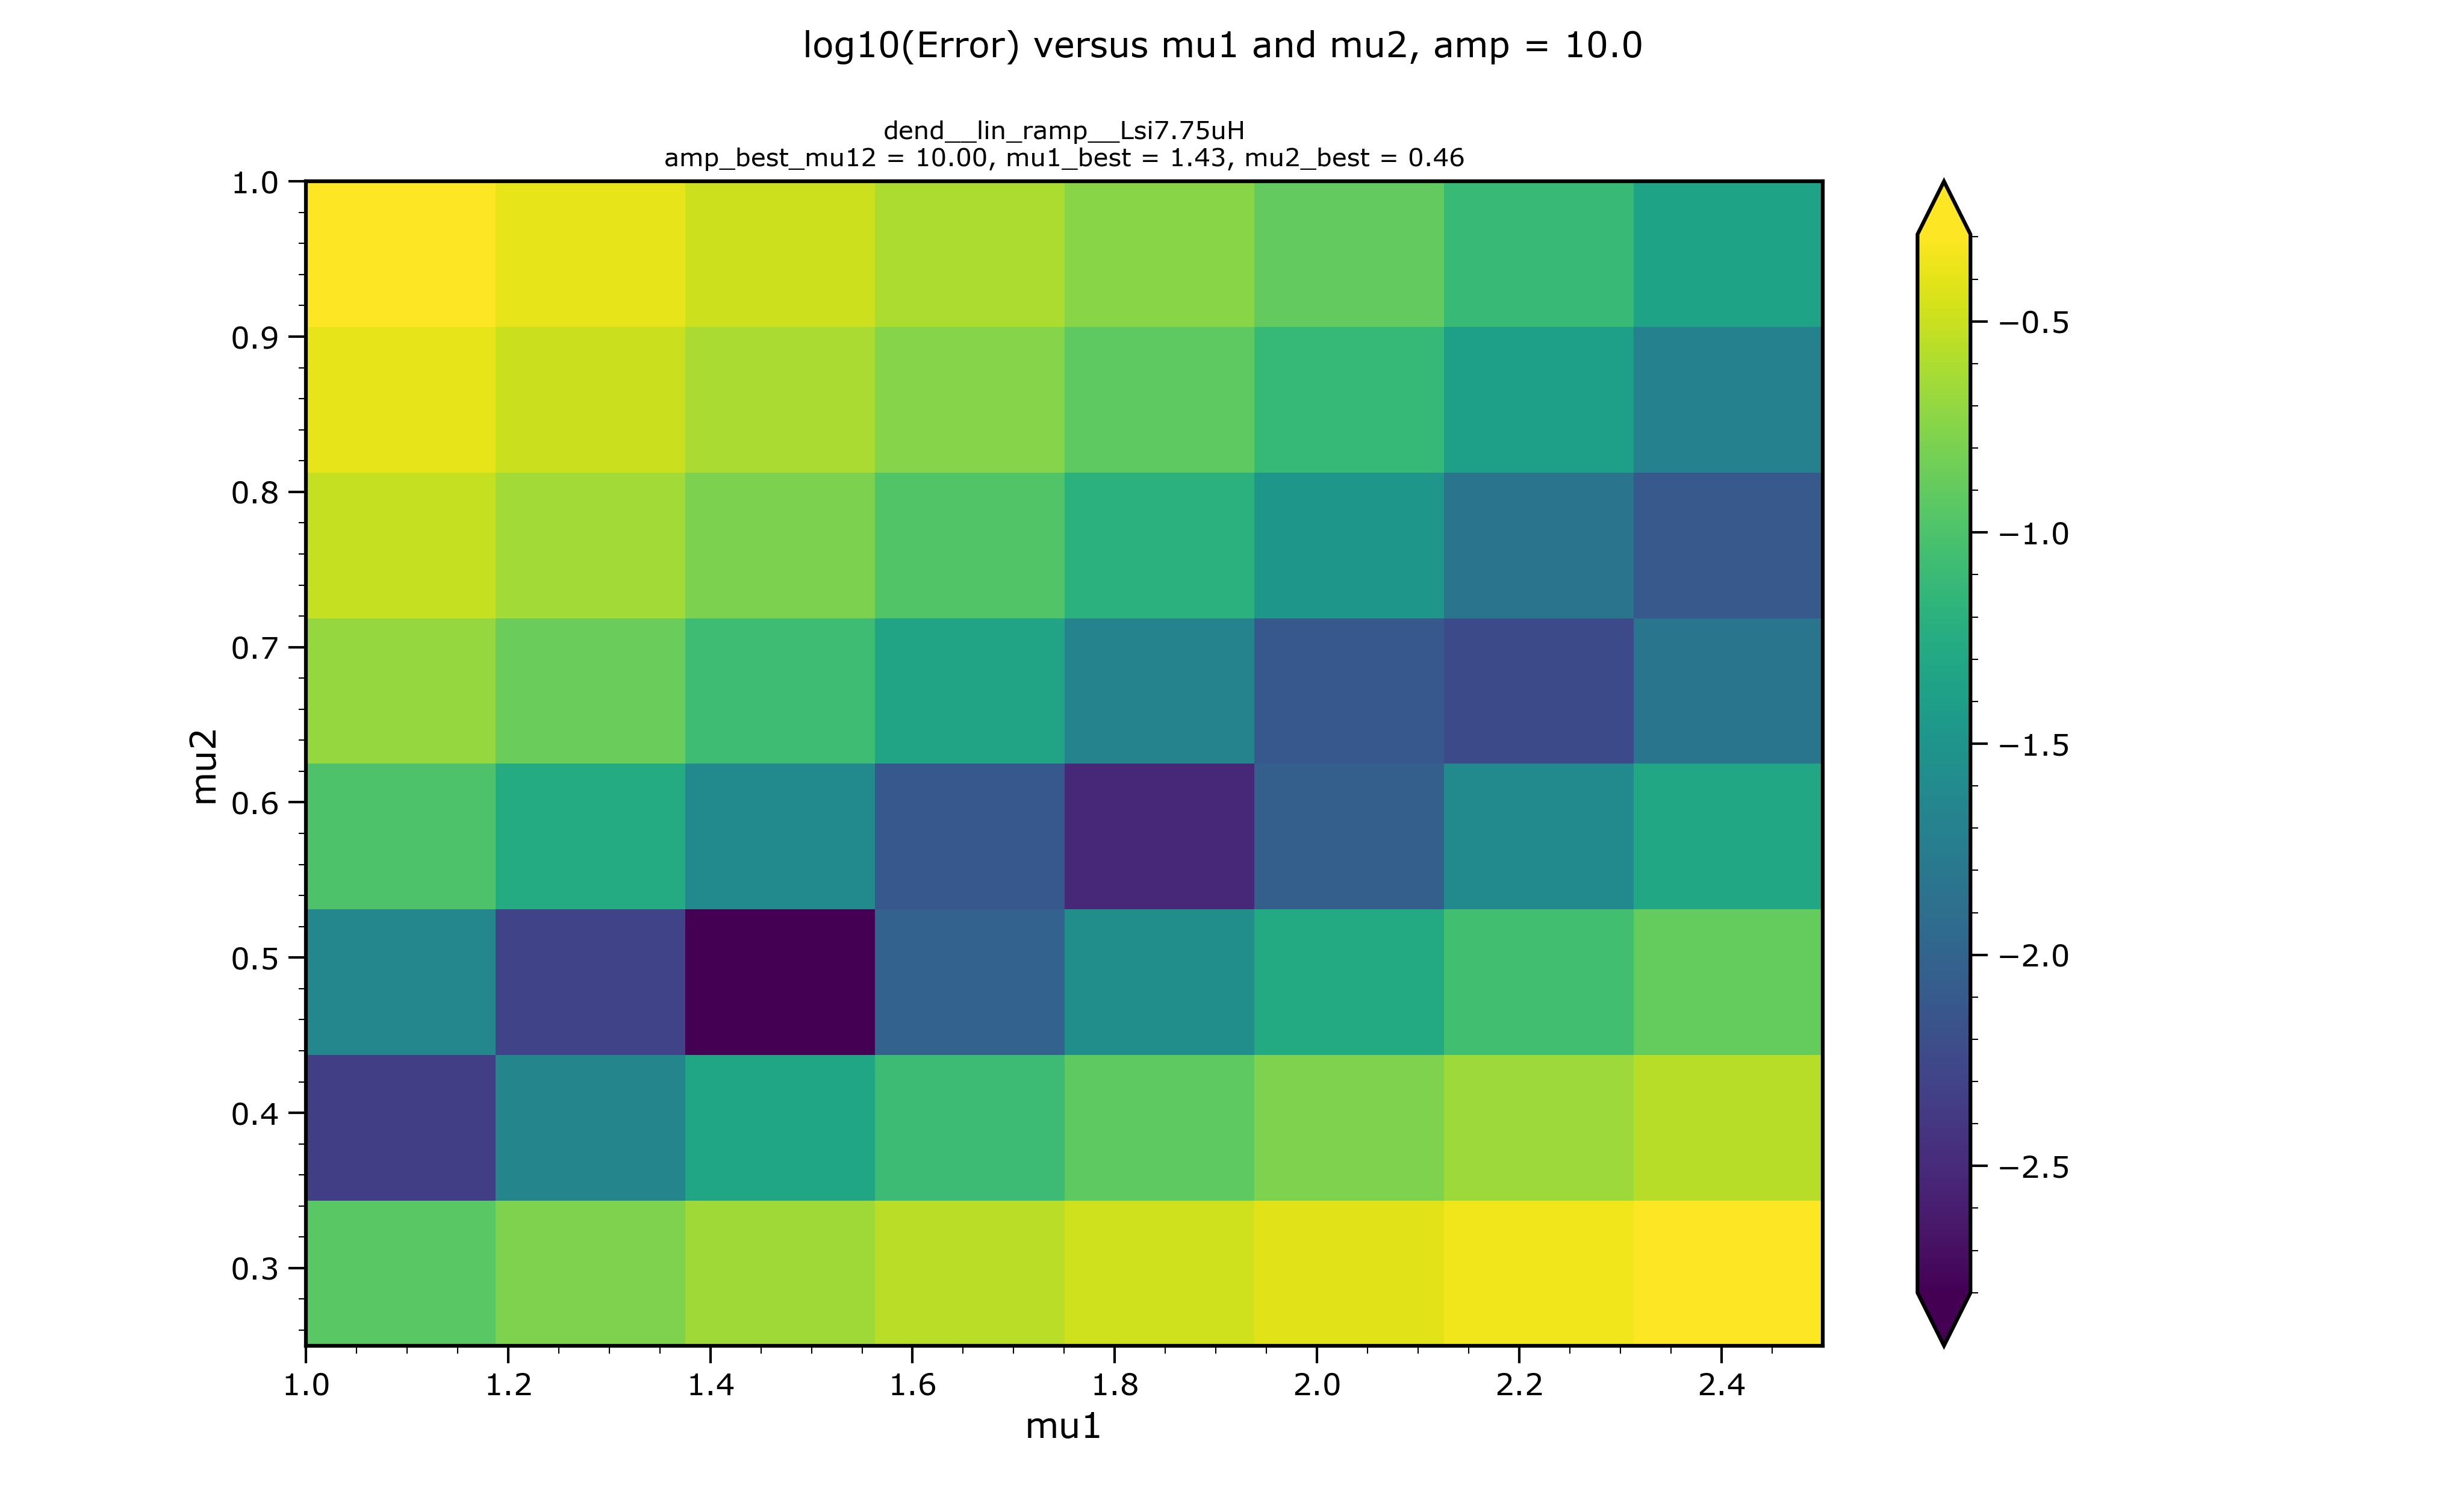 log10(Error) versus mu1 and mu2, amp = 10.0
dend__lin_ramp__Lsi7.75uH
amp_best_mu12 = 10.00, mu1_best = 1.43, mu2_best = 0.46
1.0
0.9
0.8
0.7
0.6
0.5
0.4
0.3
mu2
1.0 1.2 1.4 1.6 1.8 2.0 2.2 2.4
mu1
−0.5
−1.0
−1.5
−2.0
−2.5